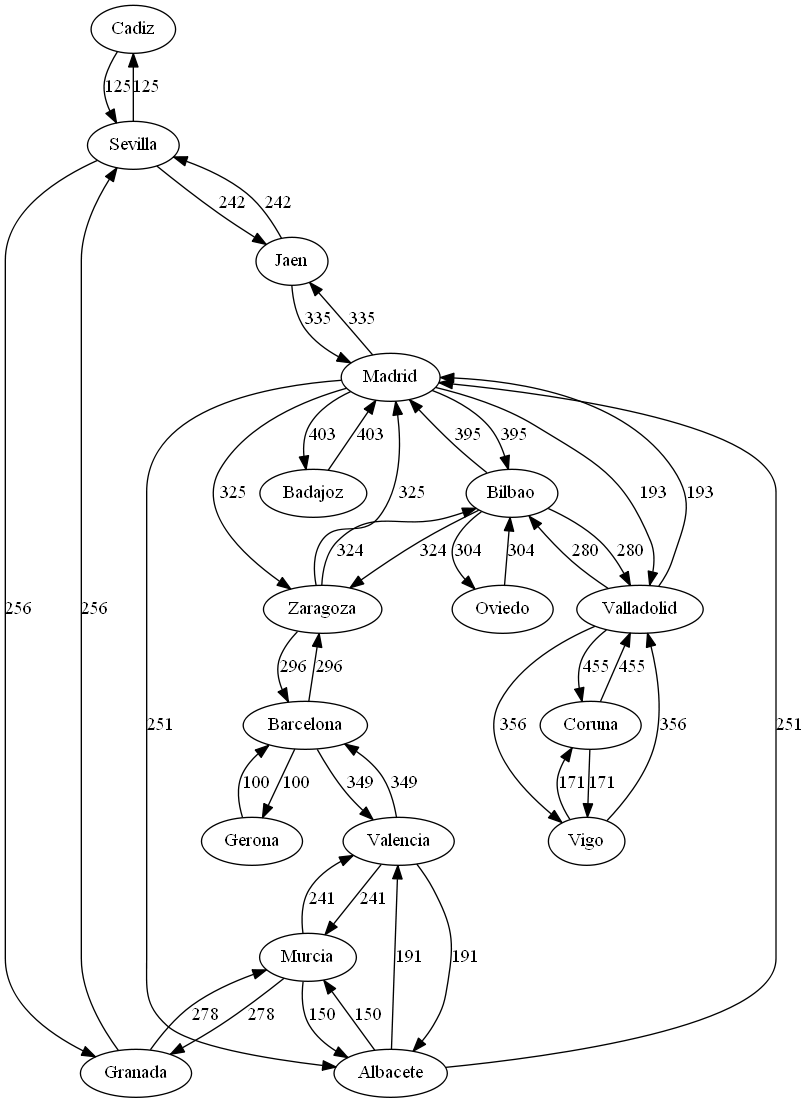 Cadiz
125 125
Sevilla
242 242
Jaen
335 335
Madrid
403 403 395 395
325 325 Badajoz Bilbao 193 193
324 324 304 304 280 280
Zaragoza Oviedo Valladolid
256 256 296 296 455 455
251 Barcelona 356 Coruna 356 251
100 100 349 349 171 171
Gerona Valencia Vigo
241 241
Murcia 191 191
278 278 150 150
Granada Albacete